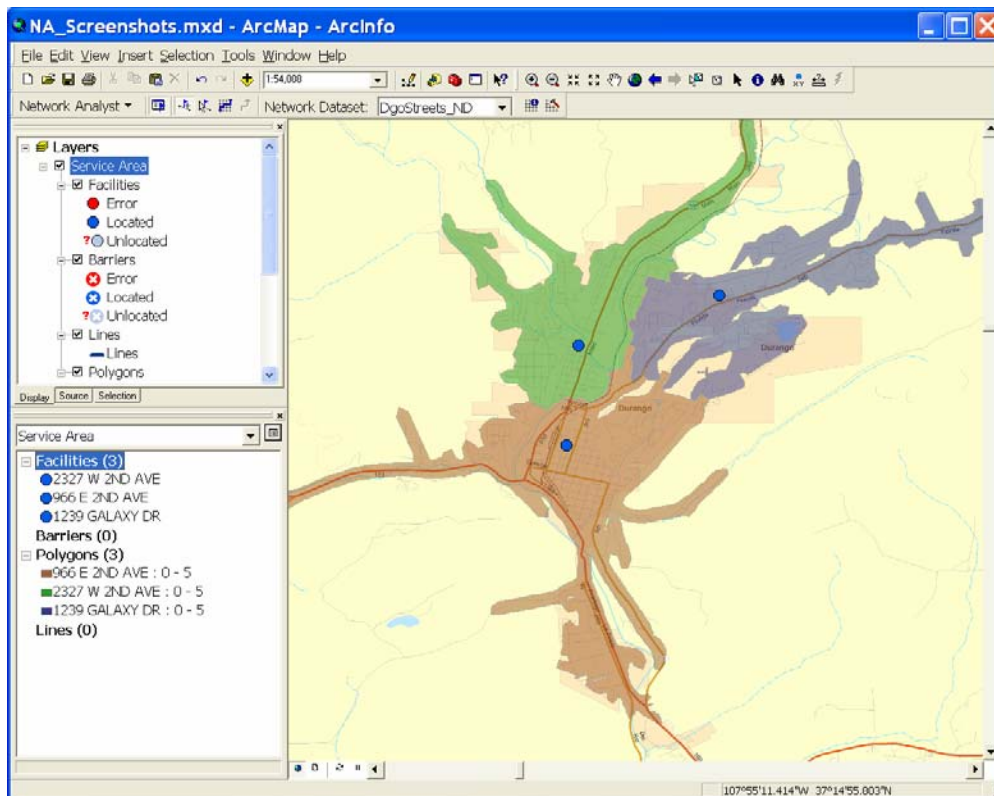 NA_Screenshots.mxd - ArcMap - ArcInfo
File Edit View Insert Selection Tools Window Help
1:54,000
Network Analyst Network Dataset: DgoStreets_ND
Layers
Service Area
Facilities
Error
Located
? Unlocated
Barriers
Error
Located
? Unlocated
Lines
Lines
Polygons
Display Source Selection
Service Area
Facilities (3)
2327 W 2ND AVE
966 E 2ND AVE
1239 GALAXY DR
Barriers (0)
Polygons (3)
966 E 2ND AVE : 0 - 5
2327 W 2ND AVE : 0 - 5
1239 GALAXY DR : 0 - 5
Lines (0)
Durango
Durango
107°55'11.414"W 37°14'55.803"N